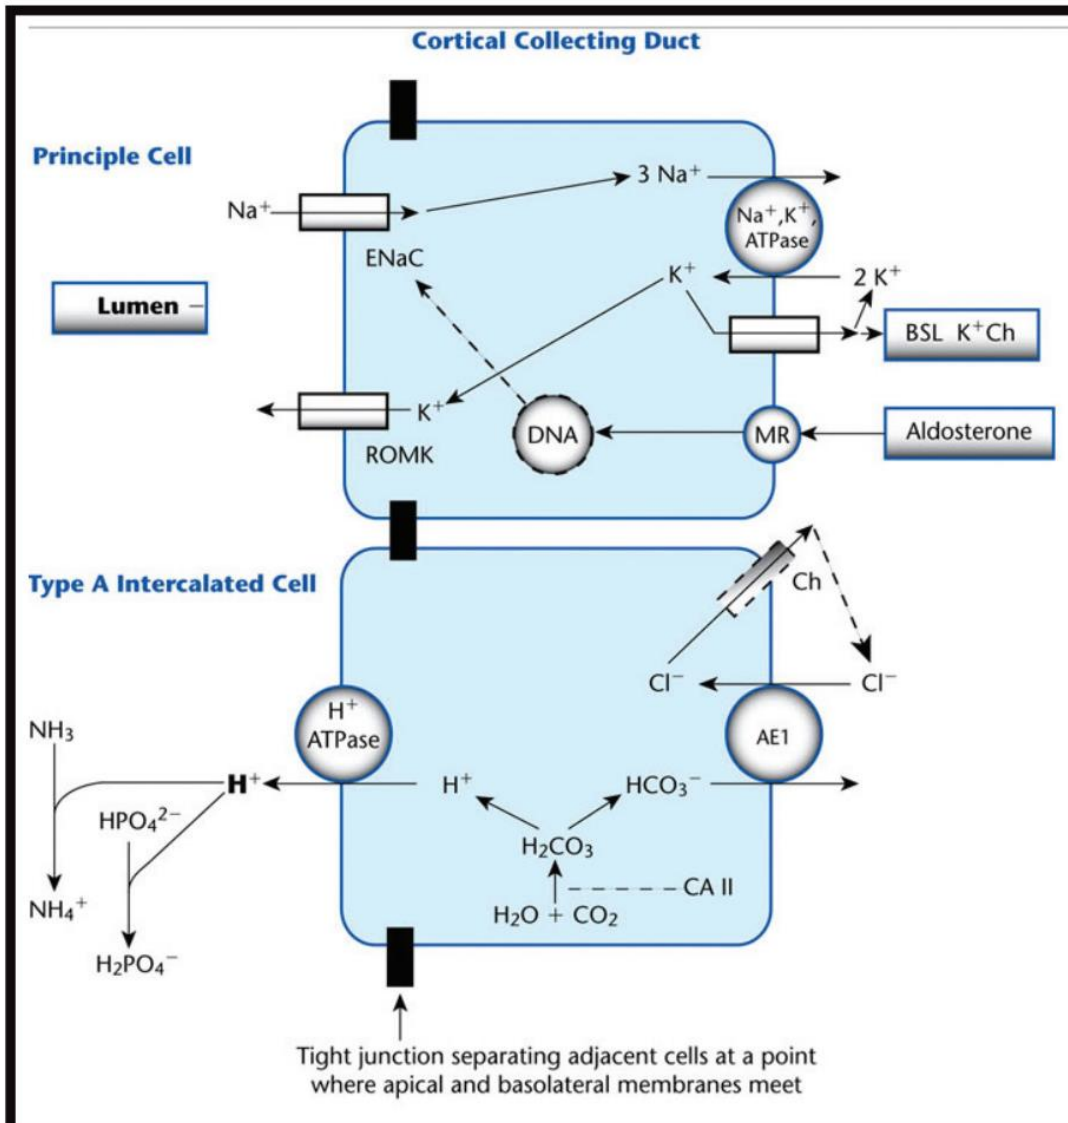 Cortical Collecting Duct
Principle Cell
3 Na⁺
Na⁺
Na⁺,K⁺,
ATPase
ENaC
K⁺
2 K⁺
Lumen –
BSL K⁺Ch
K⁺
DNA
MR
Aldosterone
ROMK
Type A Intercalated Cell
Ch
Cl⁻
Cl⁻
H⁺
ATPase
AE1
NH₃
H⁺
H⁺
HCO₃⁻
HPO₄²⁻
H₂CO₃
CA II
NH₄⁺
H₂O + CO₂
H₂PO₄⁻
Tight junction separating adjacent cells at a point
where apical and basolateral membranes meet